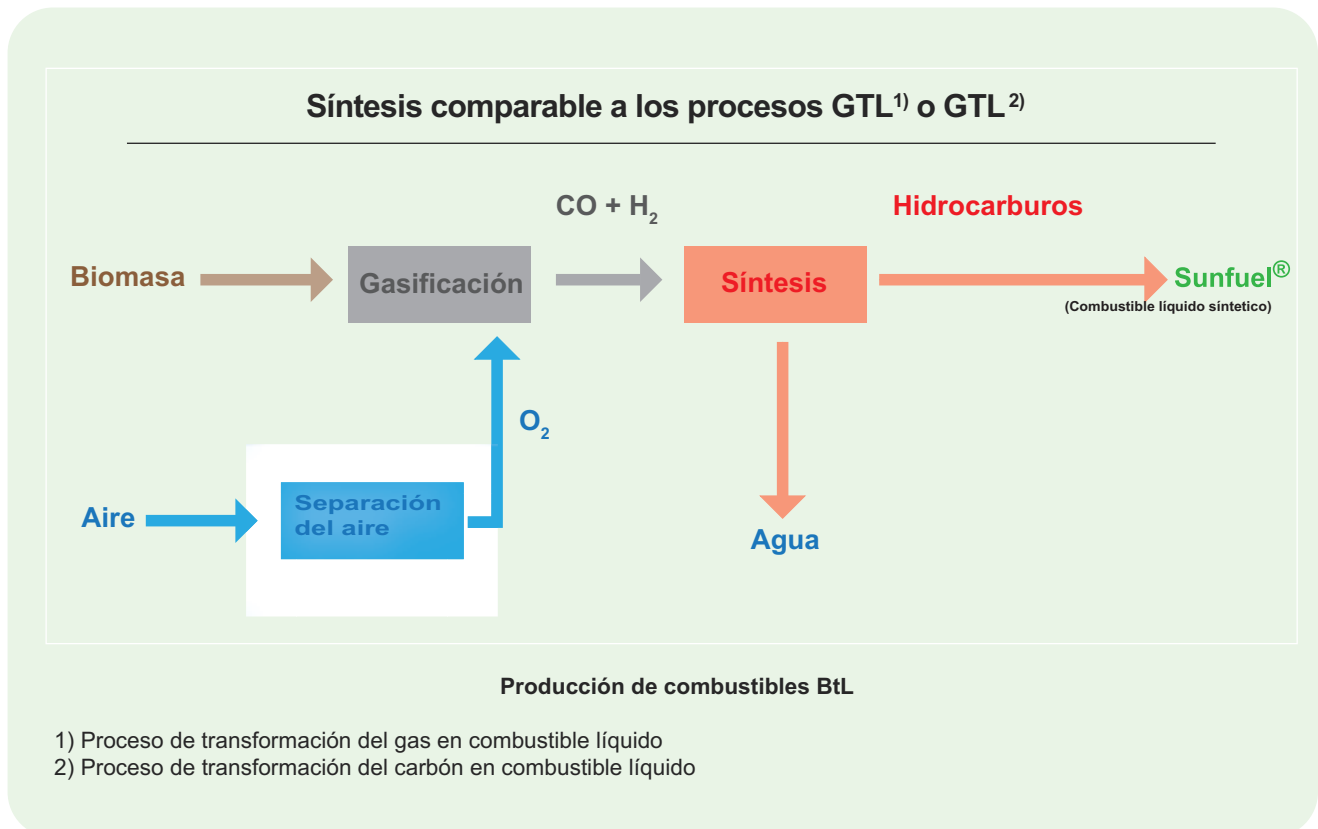 Síntesis comparable a los procesos GTL¹⁾ o GTL²⁾
CO + H₂
Hidrocarburos
Biomasa
Gasificación
Síntesis
Sunfuel®
(Combustible líquido síntetico)
O₂
Aire
Separación
del aire
Agua
Producción de combustibles BtL
1) Proceso de transformación del gas en combustible líquido
2) Proceso de transformación del carbón en combustible líquido